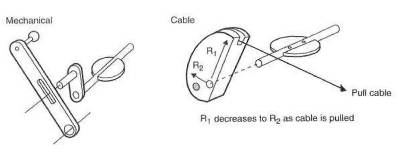 Mechanical
Cable
R1
R2
Pull cable
R1 decreases to R2 as cable is pulled